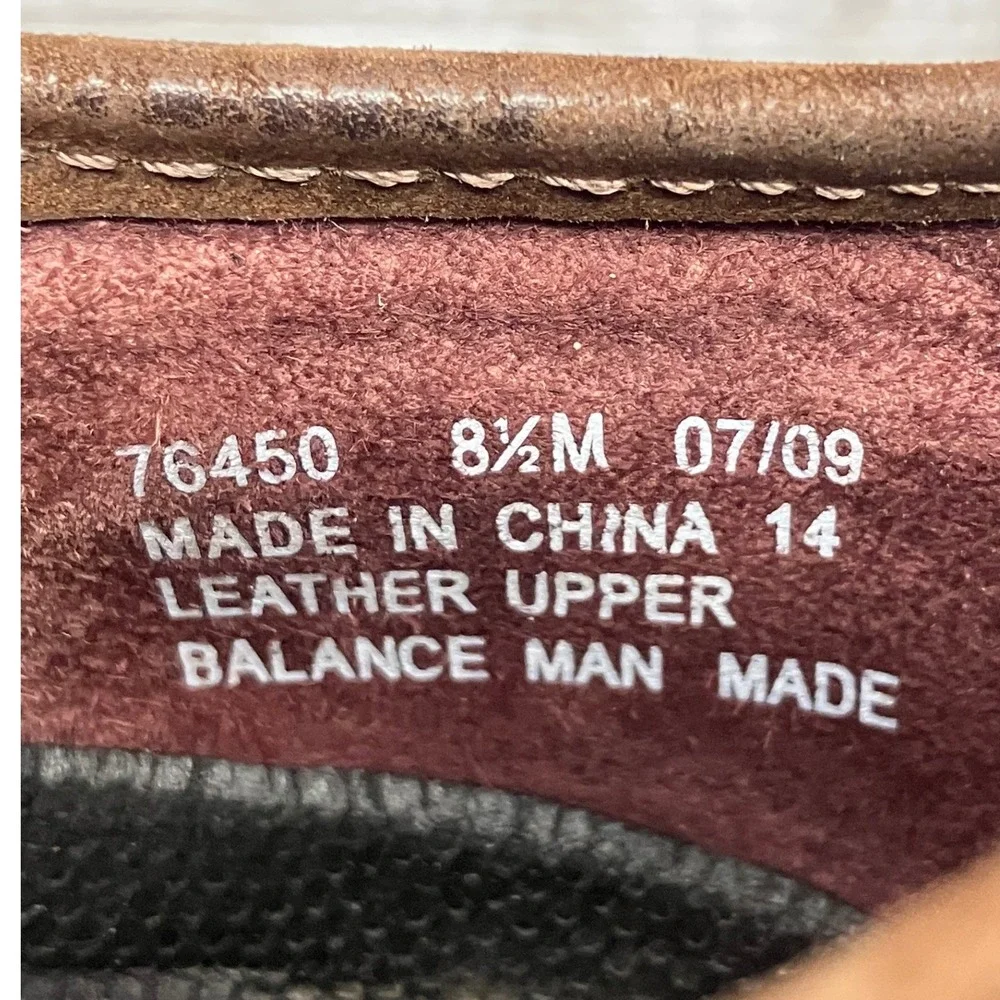 76450 8½M 07/09
MADE IN CHINA 14
LEATHER UPPER
BALANCE MAN MADE